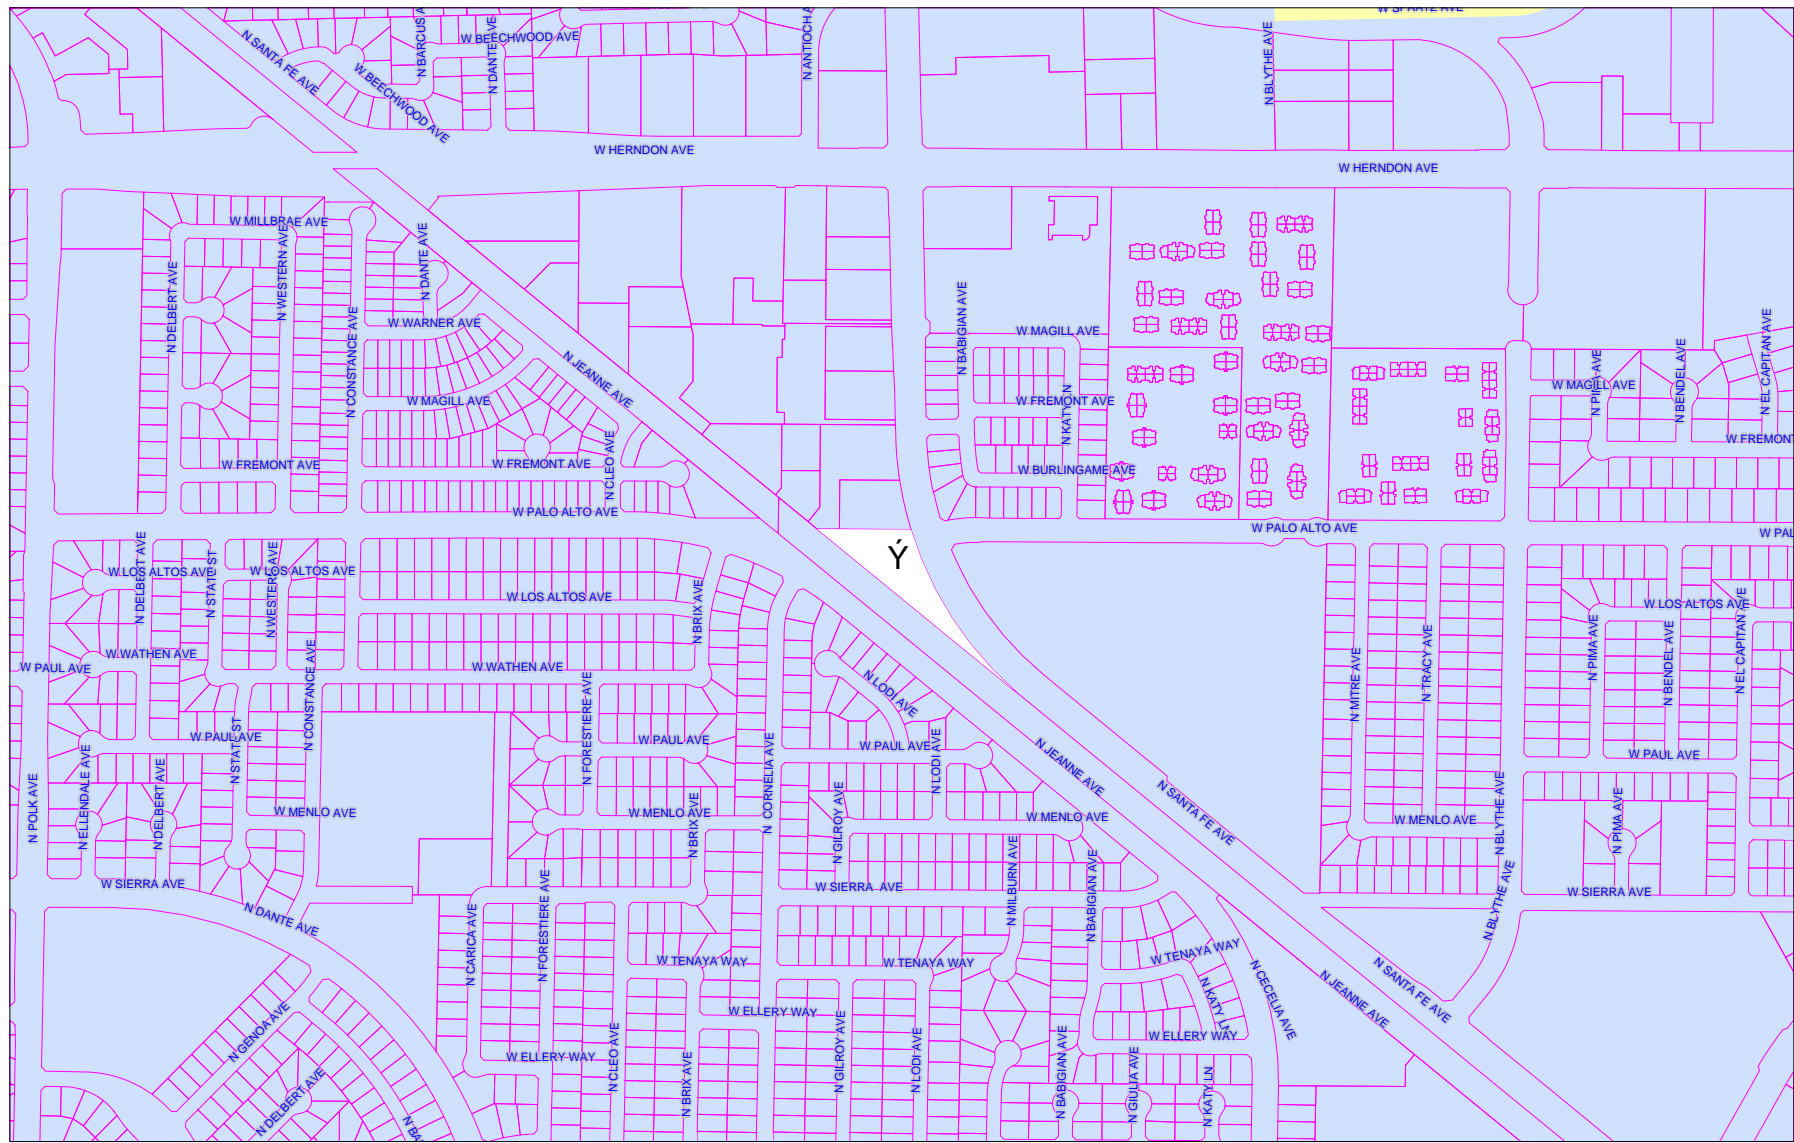 W SPAATZ AVE
N SANTA FE AVE
N BARCUS A
W BEECHWOOD AVE
N DANTE AVE
N ANTIOCH A
N BLYTHE AVE
W BEECHWOOD AVE
W HERNDON AVE
W HERNDON AVE
W MILLBRAE AVE
N WESTERN AVE
N DANTE AVE
N DELBERT AVE
N CONSTANCE AVE
W WARNER AVE
N JEANNE AVE
W MAGILL AVE
W FREMONT AVE
W FREMONT AVE
N CLEO AVE
W PALO ALTO AVE
N BABIGIAN AVE
W MAGILL AVE
W FREMONT AVE
N KATY LN
W BURLINGAME AVE
W PALO ALTO AVE
N EL CAPITAN AVE
N PIMA AVE
N BENDEL AVE
W MAGILL AVE
W FREMONT
W PAL
Ý
N DELBERT AVE
W LOS ALTOS AVE
N STATE ST
N WESTERN AVE
W LOS ALTOS AVE
W LOS ALTOS AVE
N BRIX AVE
W WATHEN AVE
W PAUL AVE
W WATHEN AVE
N CONSTANCE AVE
N LODI AVE
N MITRE AVE
N TRACY AVE
N PIMA AVE
W LOS ALTOS AVE
N BENDEL AVE
N EL CAPITAN AVE
W PAUL AVE
N STATE ST
N FORESTIERE AVE
W PAUL AVE
W PAUL AVE
N LODI AVE
N JEANNE AVE
W PAUL AVE
N POLK AVE
N ELLENDALE AVE
N DELBERT AVE
W MENLO AVE
W MENLO AVE
N BRIX AVE
N CORNELIA AVE
N GILROY AVE
W MENLO AVE
N SANTA FE AVE
W MENLO AVE
N BLYTHE AVE
N PIMA AVE
W SIERRA AVE
W SIERRA AVE
N MILBURN AVE
N BABIGIAN AVE
N BLYTHE AVE
W SIERRA AVE
N DANTE AVE
N CARICA AVE
N FORESTIERE AVE
W TENAYA WAY
W TENAYA WAY
W TENAYA WAY
N CECELIA AVE
N KATY LN
N JEANNE AVE
N SANTA FE AVE
W ELLERY WAY
N GENOA AVE
W ELLERY WAY
N CLEO AVE
N BRIX AVE
N GILROY AVE
N LODI AVE
N BABIGIAN AVE
W ELLERY WAY
N GIULIA AVE
N KATY LN
N DELBERT AVE
N BA